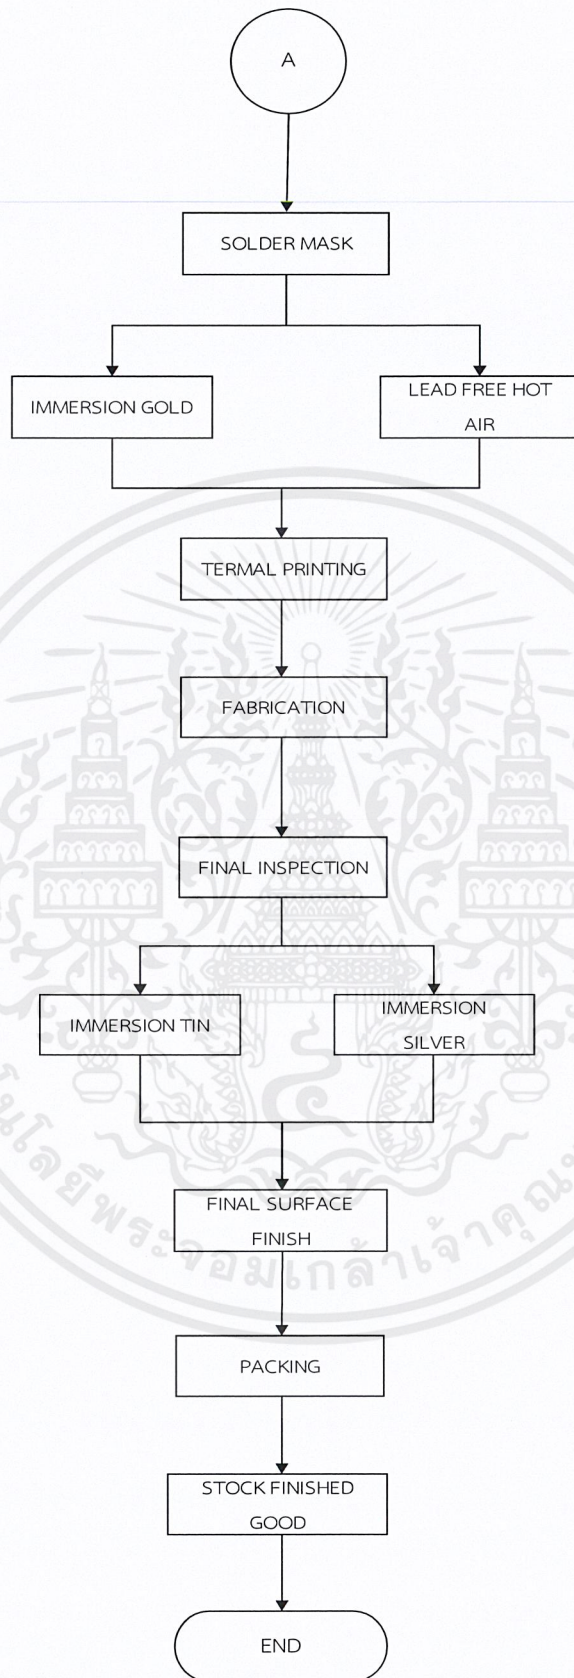 A
SOLDER MASK
IMMERSION GOLD
LEAD FREE HOT
AIR
TERMAL PRINTING
FABRICATION
FINAL INSPECTION
IMMERSION TIN
IMMERSION
SILVER
FINAL SURFACE
FINISH
PACKING
STOCK FINISHED
GOOD
END